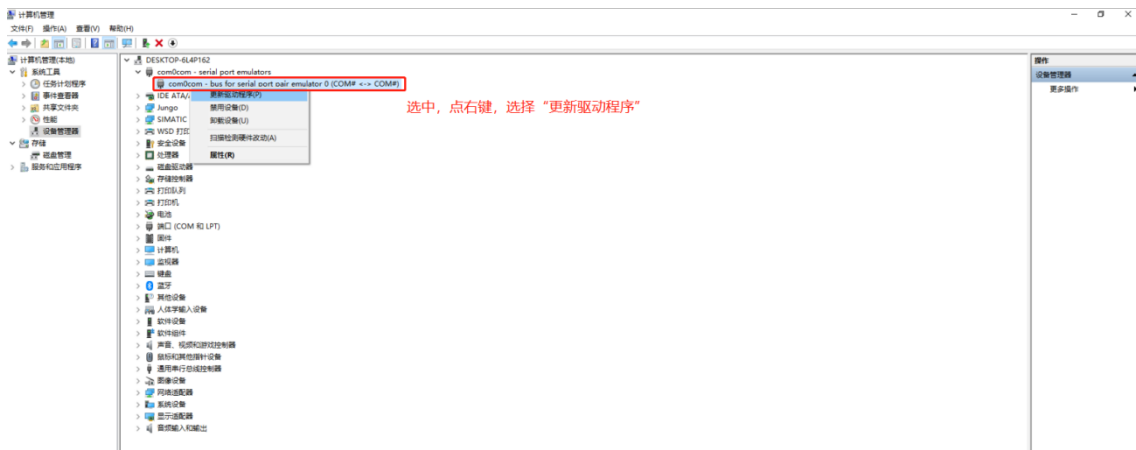 计算机管理
文件(F) 操作(A) 查看(V) 帮助(H)
计算机管理(本地)
系统工具
任务计划程序
事件查看器
共享文件夹
性能
设备管理器
存储
磁盘管理
服务和应用程序
DESKTOP-6L4P162
com0com - serial port emulators
com0com - bus for serial port pair emulator 0 (COM# <-> COM#)
IDE ATA/
Jungo
SIMATIC
WSD 打印
安全设备
处理器
磁盘驱动器
存储控制器
打印队列
打印机
电池
端口 (COM 和 LPT)
固件
计算机
监视器
键盘
蓝牙
其他设备
人体学输入设备
软件设备
软件组件
声音、视频和游戏控制器
鼠标和其他指针设备
通用串行总线控制器
图像设备
网络适配器
系统设备
显示适配器
音频输入和输出
更新驱动程序(P)
禁用设备(D)
卸载设备(U)
扫描检测硬件改动(A)
属性(R)
选中，点右键，选择“更新驱动程序”
操作
设备管理器
更多操作